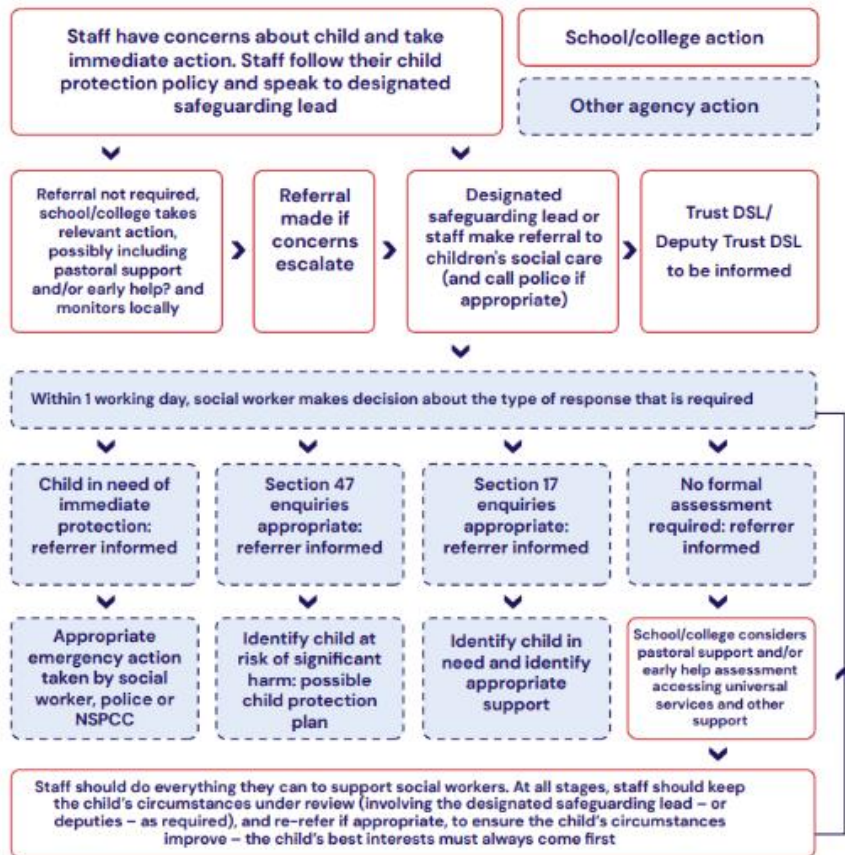 Staff have concerns about child and take
immediate action. Staff follow their child
protection policy and speak to designated
safeguarding lead
School/college action
Other agency action
Referral not required,
school/college takes
relevant action,
possibly including
pastoral support
and/or early help? and
monitors locally
Referral
made if
concerns
escalate
Designated
safeguarding lead or
staff make referral to
children's social care
(and call police if
appropriate)
Trust DSL/
Deputy Trust DSL
to be informed
Within 1 working day, social worker makes decision about the type of response that is required
Child in need of
immediate
protection:
referrer informed
Section 47
enquiries
appropriate:
referrer informed
Section 17
enquiries
appropriate:
referrer informed
No formal
assessment
required: referrer
informed
Appropriate
emergency action
taken by social
worker, police or
NSPCC
Identify child at
risk of significant
harm: possible
child protection
plan
Identify child in
need and identify
appropriate
support
School/college considers
pastoral support and/or
early help assessment
accessing universal
services and other
support
Staff should do everything they can to support social workers. At all stages, staff should keep
the child's circumstances under review (involving the designated safeguarding lead – or
deputies – as required), and re-refer if appropriate, to ensure the child's circumstances
improve – the child's best interests must always come first